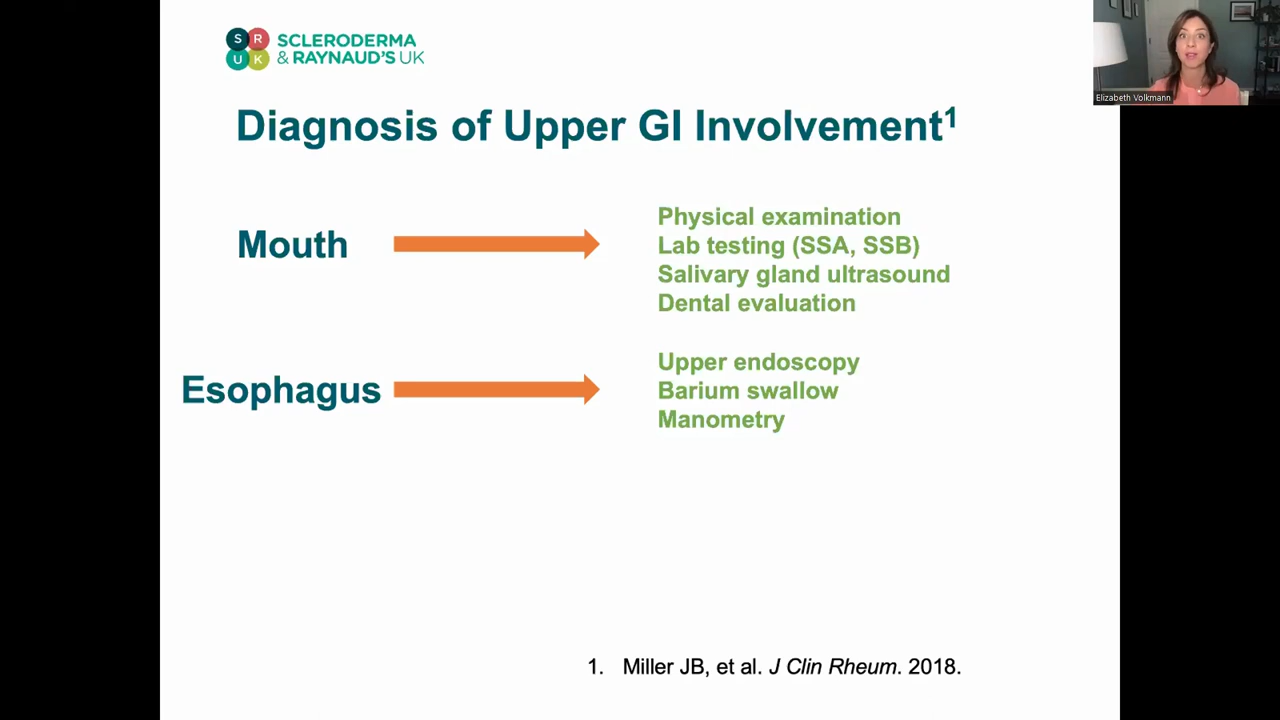 S R
U K
SCLERODERMA
& RAYNAUD'S UK
Elizabeth Volkmann
Diagnosis of Upper GI Involvement1
Mouth
Physical examination
Lab testing (SSA, SSB)
Salivary gland ultrasound
Dental evaluation
Esophagus
Upper endoscopy
Barium swallow
Manometry
1. Miller JB, et al. J Clin Rheum. 2018.